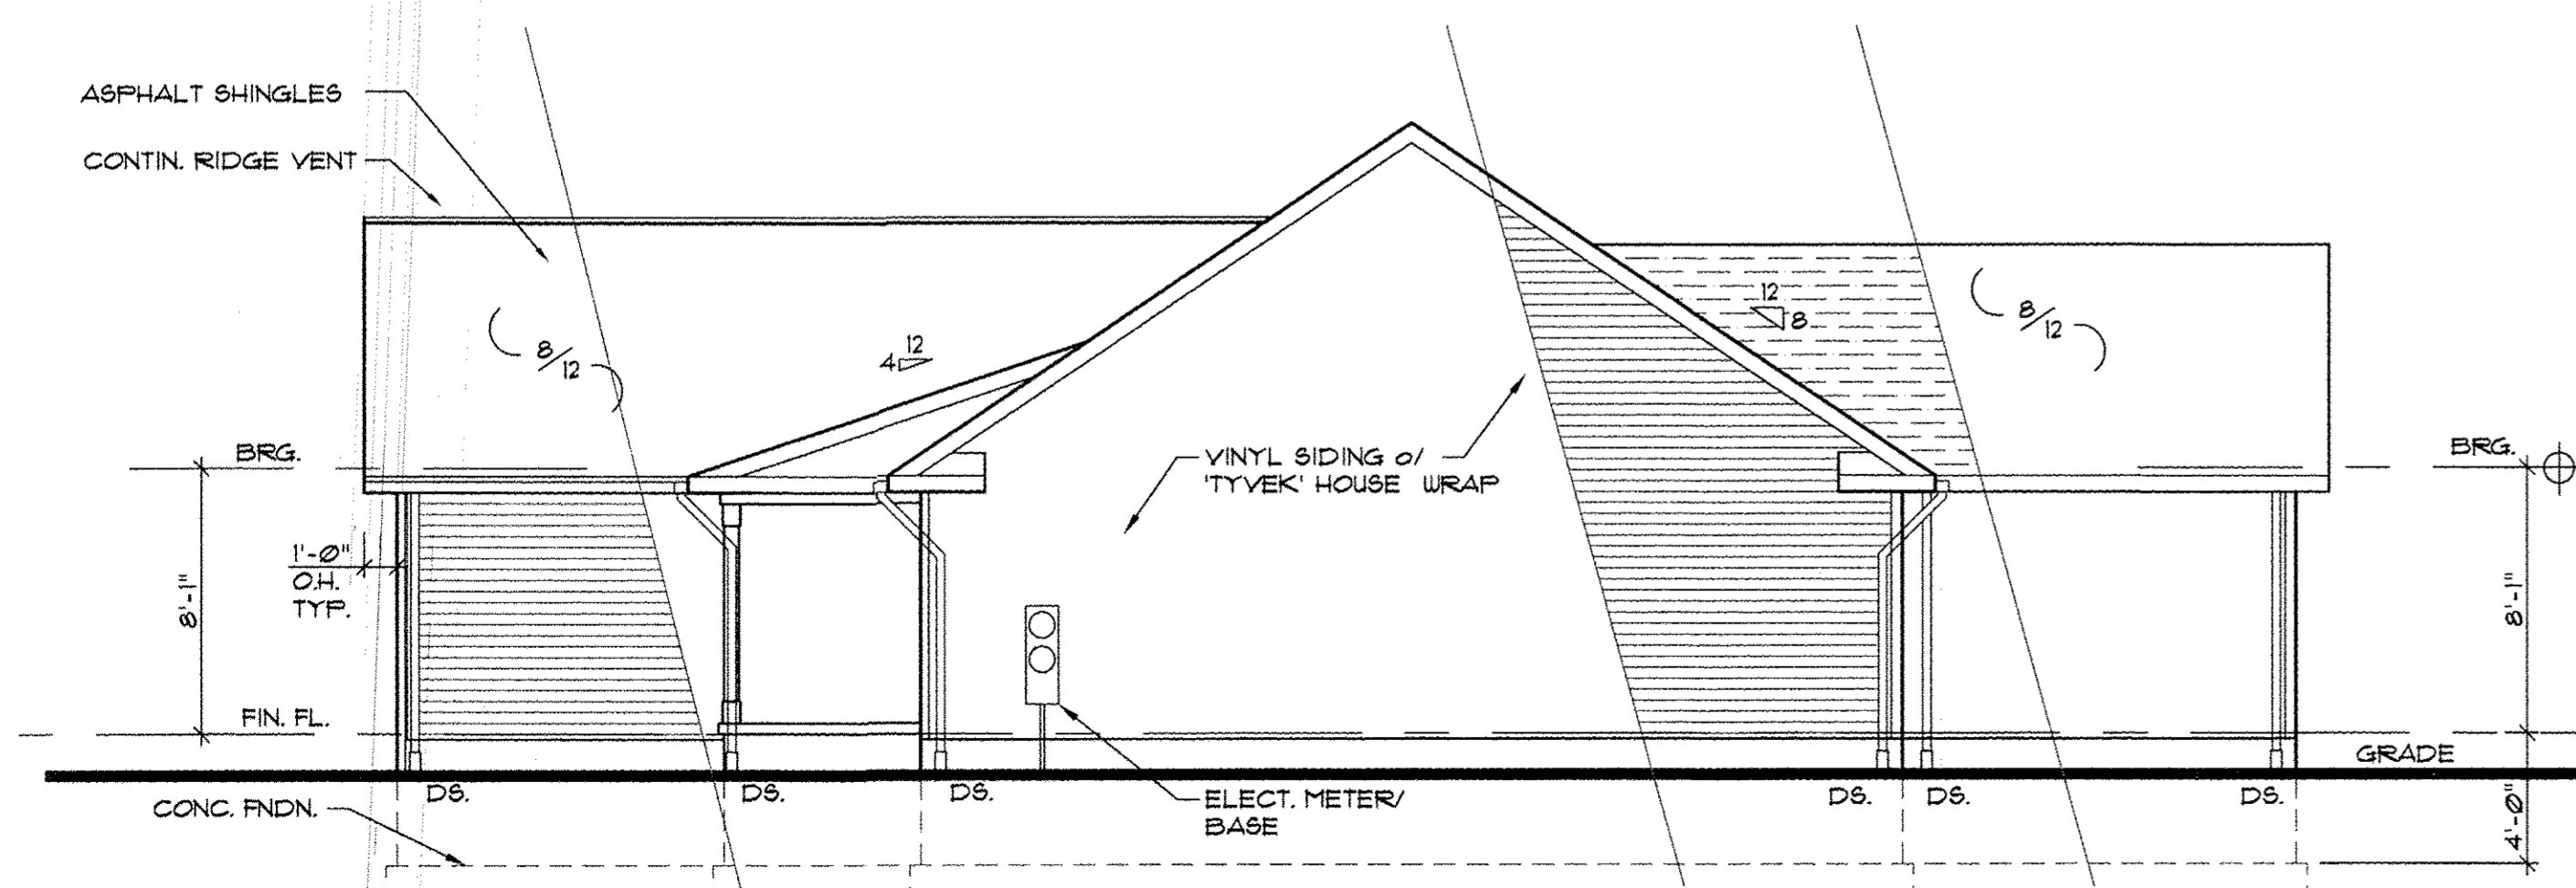 ASPHALT SHINGLES
CONTIN. RIDGE VENT
12
8
8/12
8/12
12
4
BRG.
BRG.
VINYL SIDING O/
'TYVEK' HOUSE WRAP
1'-0"
O.H.
TYP.
8'-1"
8'-1"
FIN. FL.
GRADE
DS.
DS.
DS.
DS.
DS.
DS.
CONC. FNDN.
ELECT. METER/
BASE
4'-0"